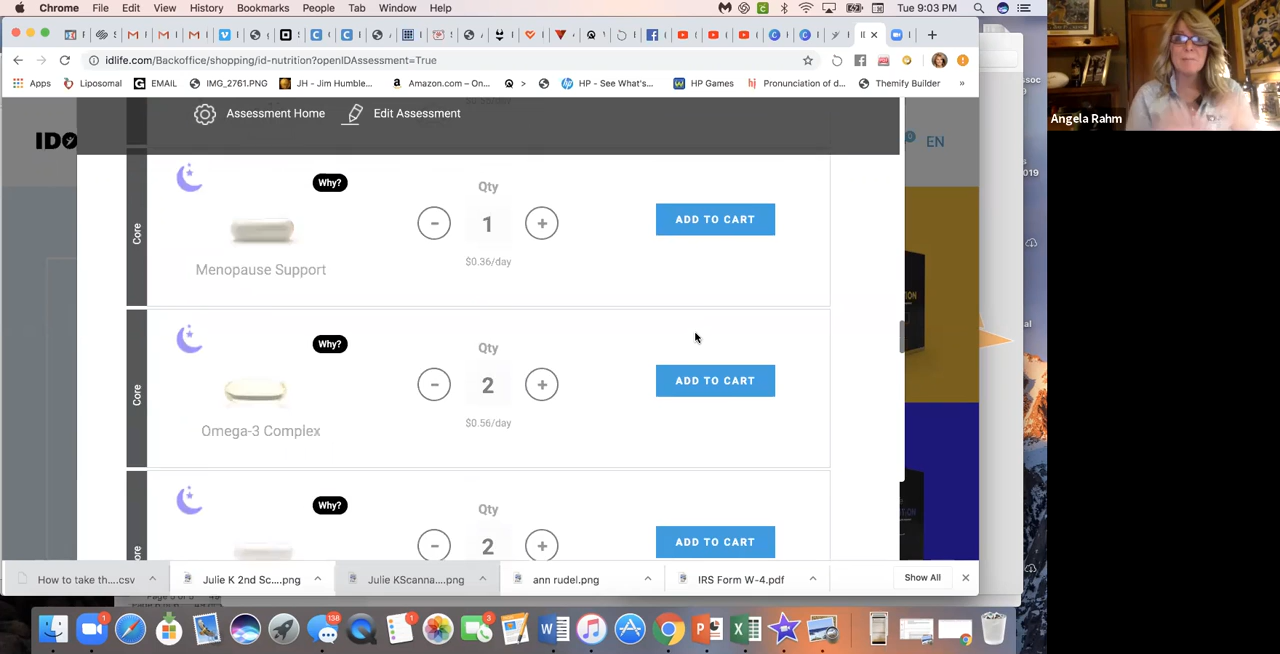 Chrome File Edit View History Bookmarks People Tab Window Help Tue 9:03 PM
idlife.com/Backoffice/shopping/id-nutrition?openIDAssessment=True
Apps Liposomal EMAIL IMG_2761.PNG JH - Jim Humble... Amazon.com – On... HP - See What's... HP Games Pronunciation of d... Themify Builder »
Angela Rahm
Assessment Home Edit Assessment
EN
Core
Why?
Qty
1
ADD TO CART
$0.36/day
Menopause Support
Core
Why?
Qty
2
ADD TO CART
$0.56/day
Omega-3 Complex
Core
Why?
Qty
2
ADD TO CART
How to take th....csv Julie K 2nd Sc....png Julie KScanna....png ann rudel.png IRS Form W-4.pdf Show All
138 1 3